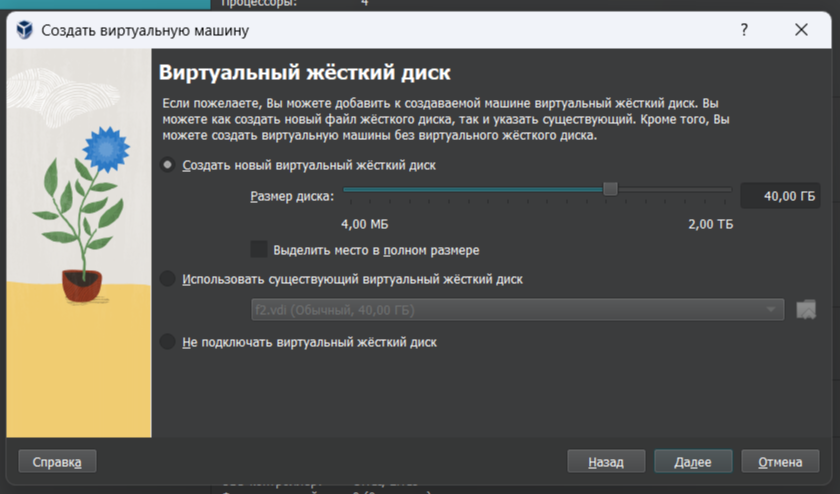 Процессоры: 4
Создать виртуальную машину
?
Виртуальный жёсткий диск
Если пожелаете, Вы можете добавить к создаваемой машине виртуальный жёсткий диск. Вы
можете как создать новый файл жёсткого диска, так и указать существующий. Кроме того, Вы
можете создать виртуальную машины без виртуального жёсткого диска.
Создать новый виртуальный жёсткий диск
Размер диска: 40,00 ГБ
4,00 МБ 2,00 ТБ
Выделить место в полном размере
Использовать существующий виртуальный жёсткий диск
f2.vdi (Обычный, 40,00 ГБ)
Не подключать виртуальный жёсткий диск
Справка Назад Далее Отмена